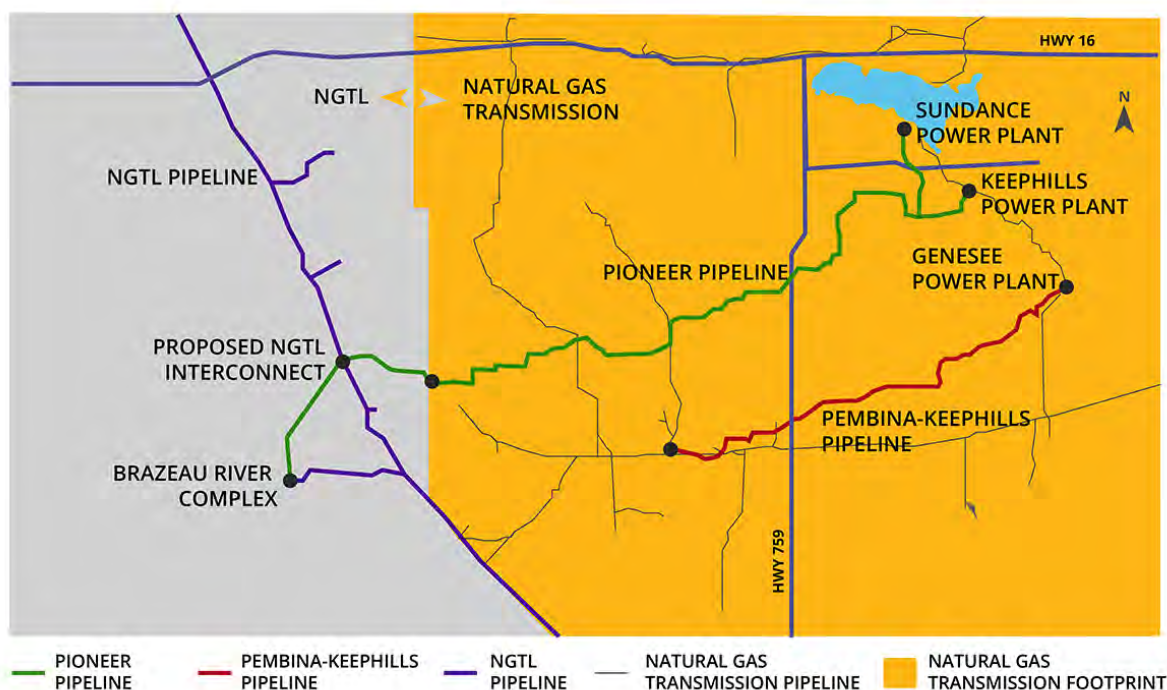 HWY 16
NGTL
NATURAL GAS
TRANSMISSION
N
SUNDANCE
POWER PLANT
NGTL PIPELINE
KEEPHILLS
POWER PLANT
GENESEE
POWER PLANT
PIONEER PIPELINE
PROPOSED NGTL
INTERCONNECT
PEMBINA-KEEPHILLS
PIPELINE
BRAZEAU RIVER
COMPLEX
HWY 759
PIONEER
PIPELINE
PEMBINA-KEEPHILLS
PIPELINE
NGTL
PIPELINE
NATURAL GAS
TRANSMISSION PIPELINE
NATURAL GAS
TRANSMISSION FOOTPRINT